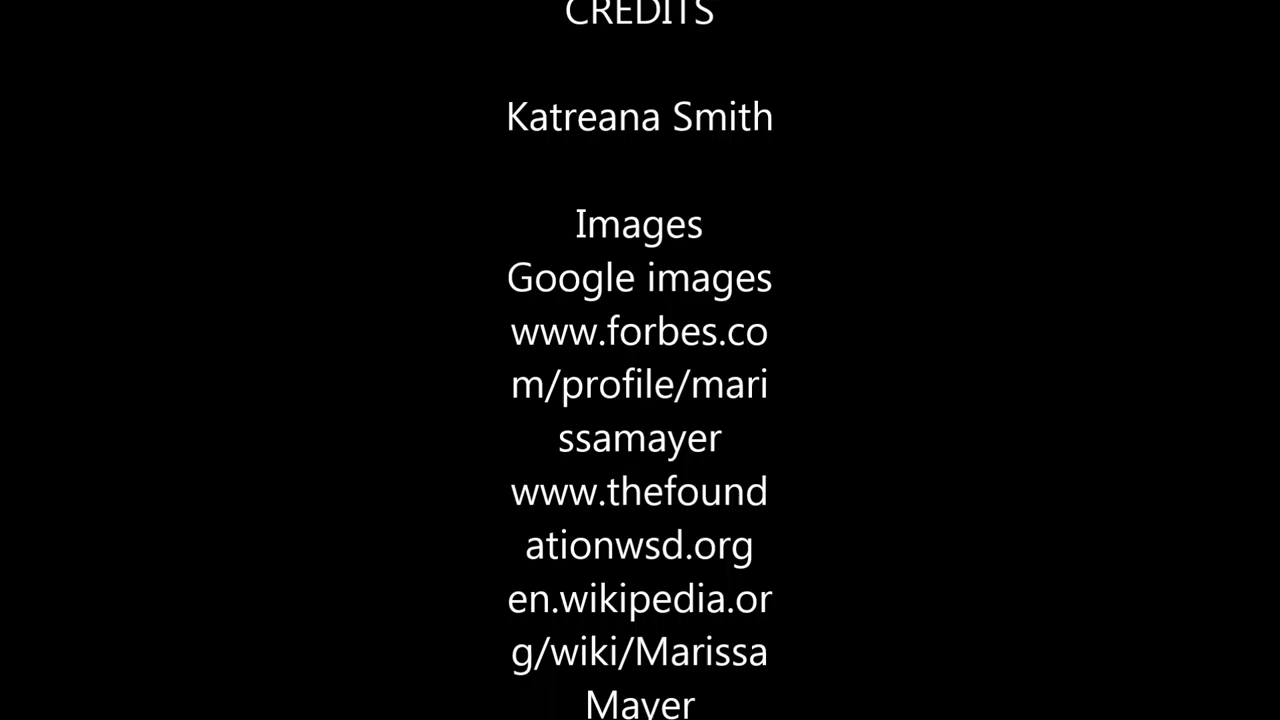 CREDITS
Katreana Smith
Images
Google images
www.forbes.co
m/profile/mari
ssamayer
www.thefound
ationwsd.org
en.wikipedia.or
g/wiki/Marissa
Mayer